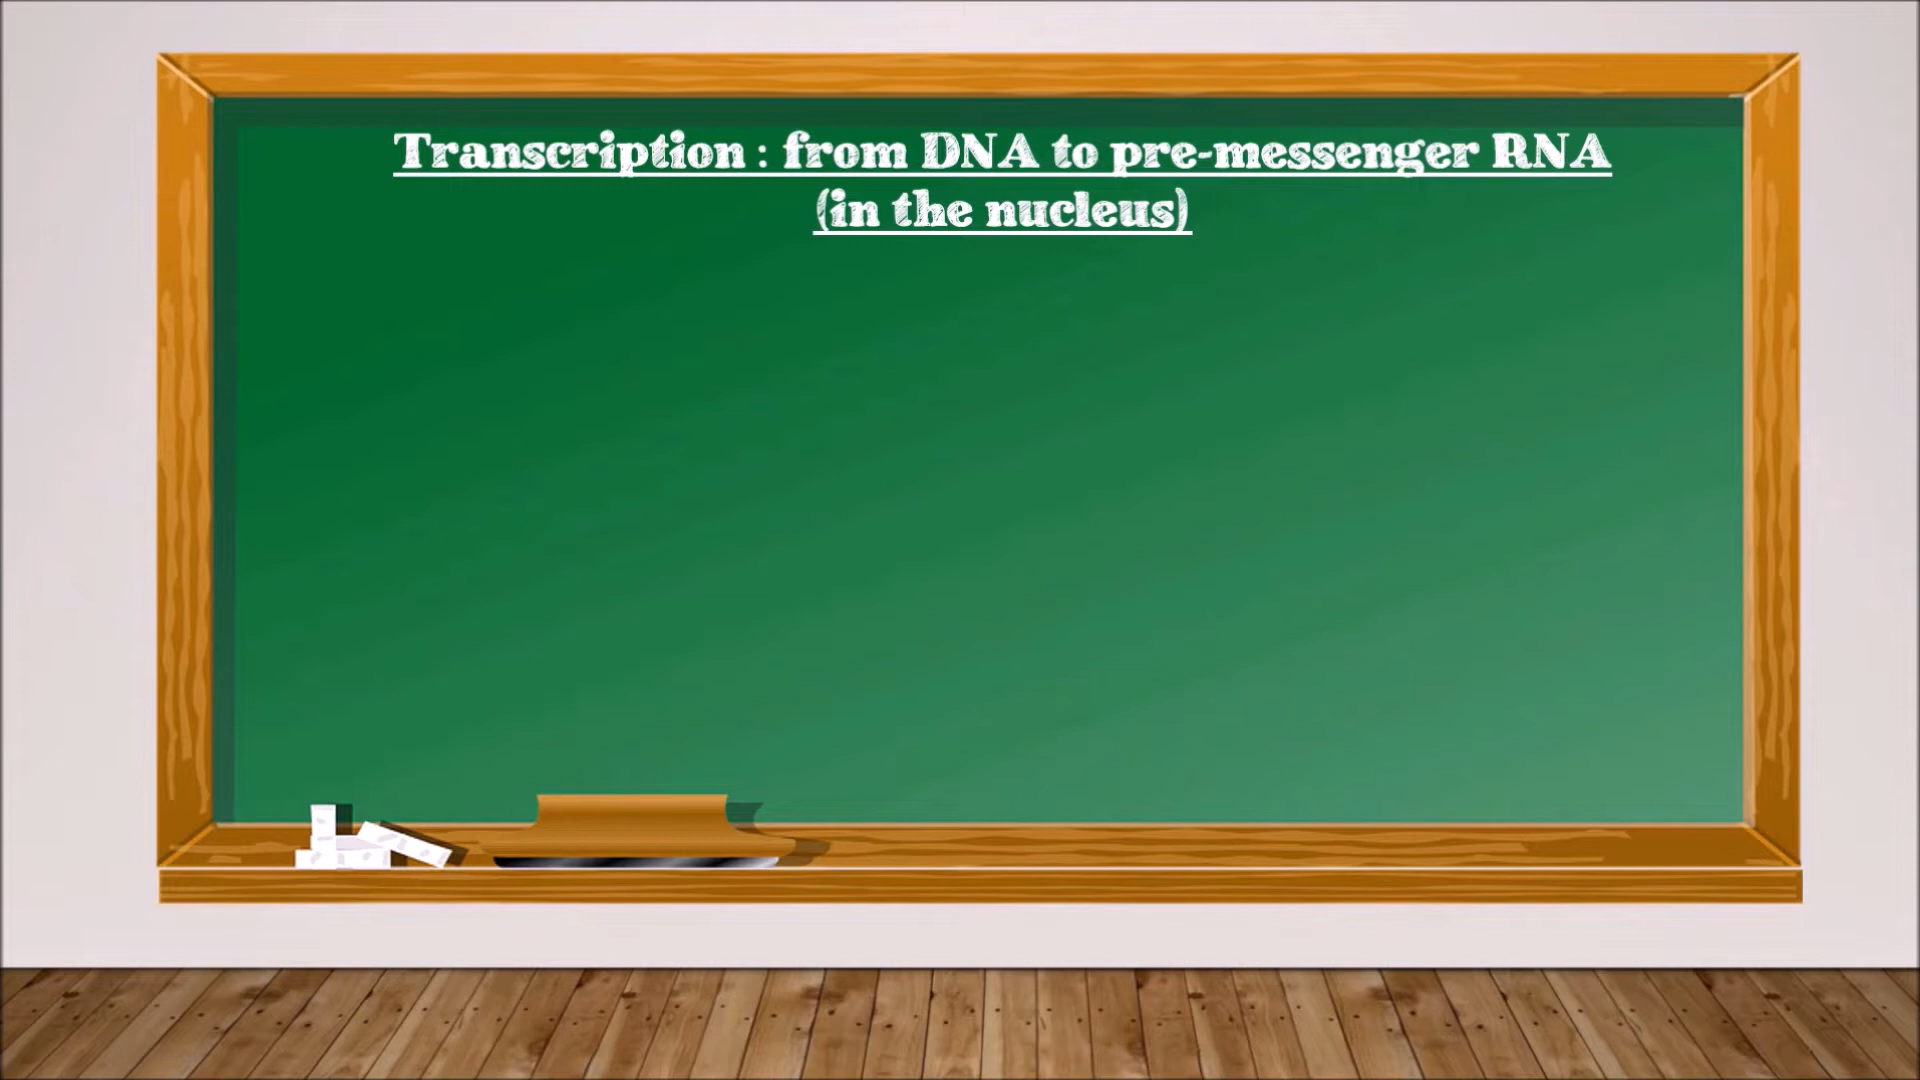 Transcription : from DNA to pre-messenger RNA
(in the nucleus)